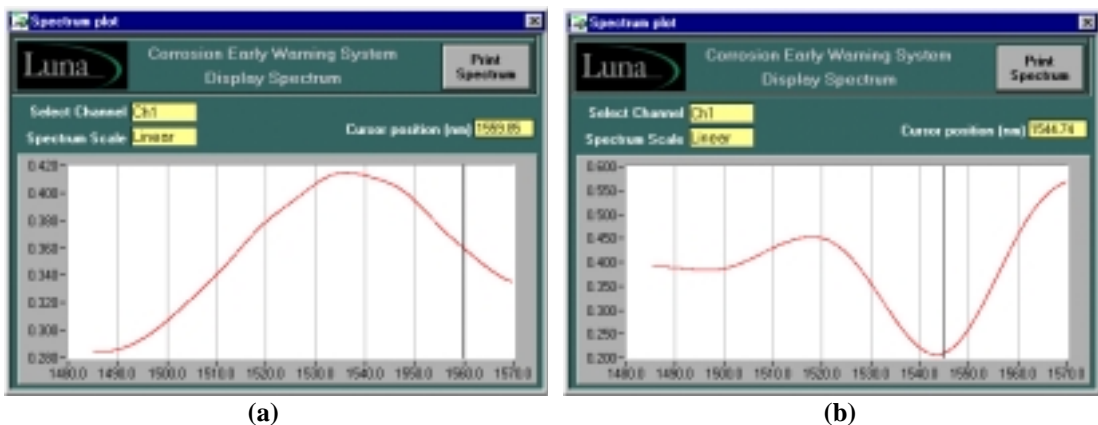 Spectrum plot
Luna
Corrosion Early Warning System
Display Spectrum
Print
Spectrum
Select Channel Ch1
Spectrum Scale Linear
Cursor position (nm) 1559.85
0.420
0.400
0.380
0.360
0.340
0.320
0.300
0.280
1480.0 1490.0 1500.0 1510.0 1520.0 1530.0 1540.0 1550.0 1560.0 1570.0
(a)
Spectrum plot
Luna
Corrosion Early Warning System
Display Spectrum
Print
Spectrum
Select Channel Ch1
Spectrum Scale Linear
Cursor position (nm) 1544.74
0.600
0.550
0.500
0.450
0.400
0.350
0.300
0.250
0.200
1480.0 1490.0 1500.0 1510.0 1520.0 1530.0 1540.0 1550.0 1560.0 1570.0
(b)